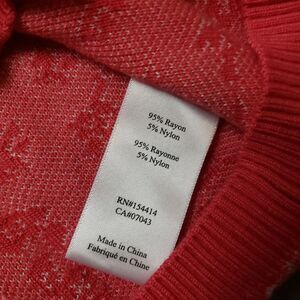 95% Rayon
5% Nylon
95% Rayonne
5% Nylon
RN#154414
CA#07043
Made in China
Fabriqué en Chine